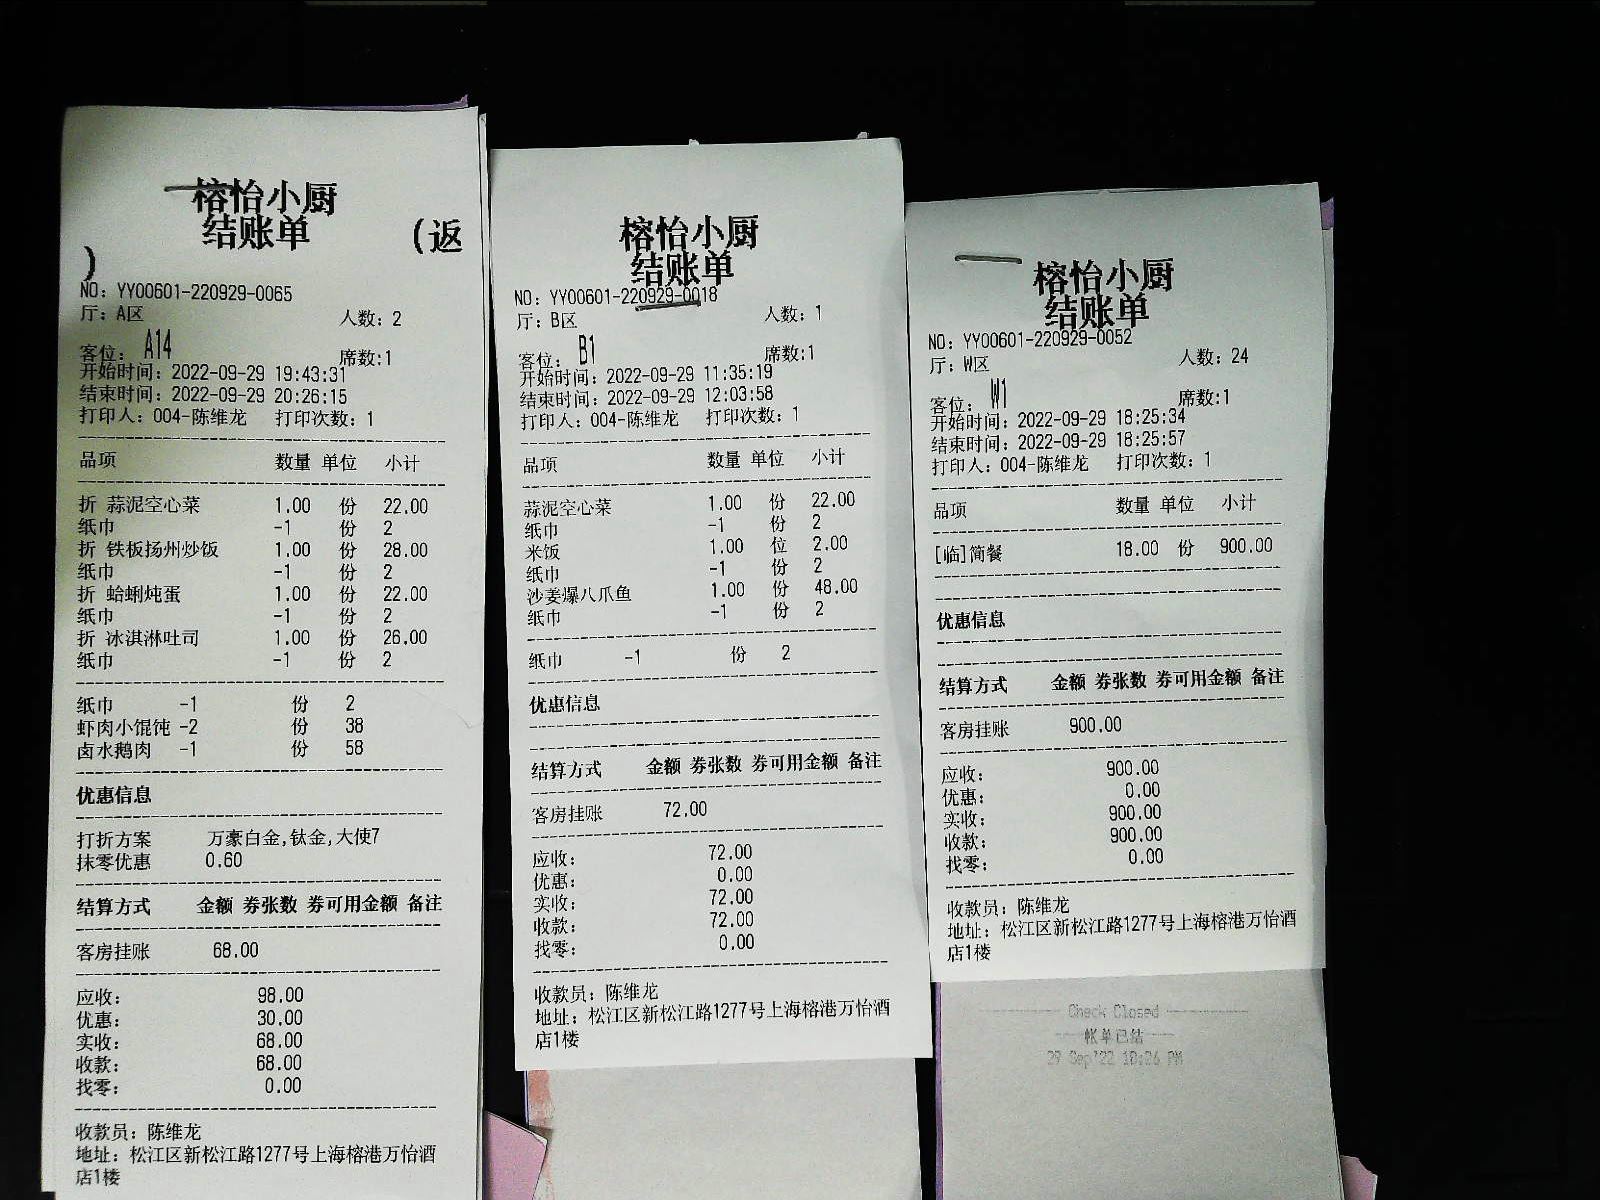 榕怡小厨
结账单 (返
)
NO: YY00601-220929-0065
厅: A区 人数: 2
客位: A14 席数:1
开始时间: 2022-09-29 19:43:31
结束时间: 2022-09-29 20:26:15
打印人: 004-陈维龙 打印次数: 1
品项 数量 单位 小计
折 蒜泥空心菜 1.00 份 22.00
纸巾 -1 份 2
折 铁板扬州炒饭 1.00 份 28.00
纸巾 -1 份 2
折 蛤蜊炖蛋 1.00 份 22.00
纸巾 -1 份 2
折 冰淇淋吐司 1.00 份 26.00
纸巾 -1 份 2
纸巾 -1 份 2
虾肉小馄饨 -2 份 38
卤水鹅肉 -1 份 58
优惠信息
打折方案 万豪白金,钛金,大使7
抹零优惠 0.60
结算方式 金额 券张数 券可用金额 备注
客房挂账 68.00
应收: 98.00
优惠: 30.00
实收: 68.00
收款: 68.00
找零: 0.00
收款员: 陈维龙
地址: 松江区新松江路1277号上海榕港万怡酒
店1楼
榕怡小厨
结账单
NO: YY00601-220929-0018
厅: B区 人数: 1
客位: B1 席数:1
开始时间: 2022-09-29 11:35:19
结束时间: 2022-09-29 12:03:58
打印人: 004-陈维龙 打印次数: 1
品项 数量 单位 小计
蒜泥空心菜 1.00 份 22.00
纸巾 -1 份 2
米饭 1.00 位 2.00
纸巾 -1 份 2
沙姜爆八爪鱼 1.00 份 48.00
纸巾 -1 份 2
纸巾 -1 份 2
优惠信息
结算方式 金额 券张数 券可用金额 备注
客房挂账 72.00
应收: 72.00
优惠: 0.00
实收: 72.00
收款: 72.00
找零: 0.00
收款员: 陈维龙
地址: 松江区新松江路1277号上海榕港万怡酒
店1楼
榕怡小厨
结账单
NO: YY00601-220929-0052
厅: W区 人数: 24
客位: W1 席数:1
开始时间: 2022-09-29 18:25:34
结束时间: 2022-09-29 18:25:57
打印人: 004-陈维龙 打印次数: 1
品项 数量 单位 小计
[临]简餐 18.00 份 900.00
优惠信息
结算方式 金额 券张数 券可用金额 备注
客房挂账 900.00
应收: 900.00
优惠: 0.00
实收: 900.00
收款: 900.00
找零: 0.00
收款员: 陈维龙
地址: 松江区新松江路1277号上海榕港万怡酒
店1楼
Check Closed
帐单已结
29 Sep'22 10:26 PM